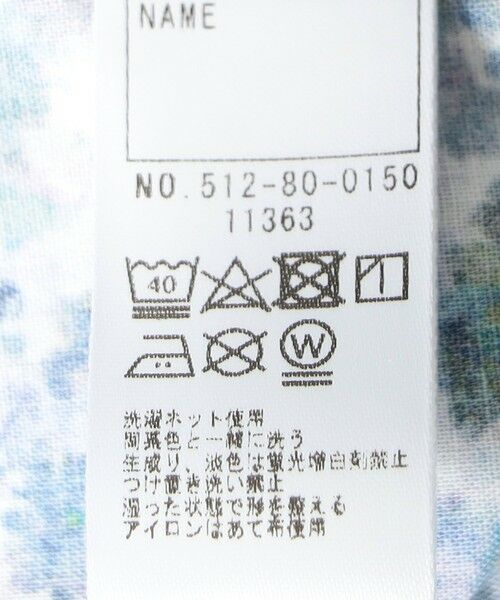 NAME
NO. 512-80-0150
11363
40
W
洗濯ネット使用
同系色と一緒に洗う
生成り、淡色は蛍光増白剤禁止
つけ置き洗い禁止
湿った状態で形を整える
アイロンはあて布使用